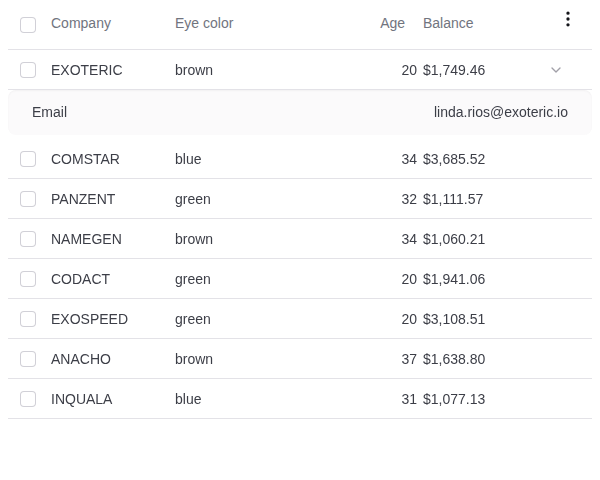 Company Eye color Age Balance
EXOTERIC brown 20 $1,749.46
Email linda.rios@exoteric.io
COMSTAR blue 34 $3,685.52
PANZENT green 32 $1,111.57
NAMEGEN brown 34 $1,060.21
CODACT green 20 $1,941.06
EXOSPEED green 20 $3,108.51
ANACHO brown 37 $1,638.80
INQUALA blue 31 $1,077.13